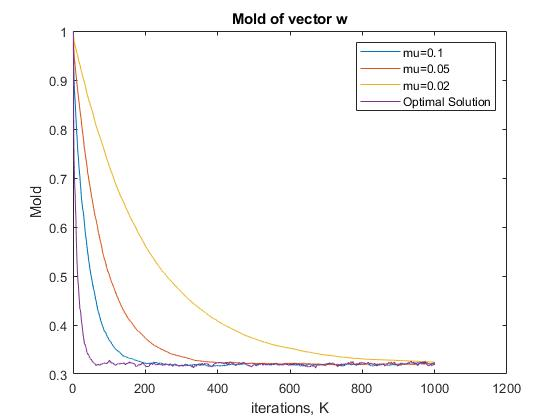 Mold of vector w
1
0.9
0.8
0.7
0.6
0.5
0.4
0.3
Mold
mu=0.1
mu=0.05
mu=0.02
Optimal Solution
0 200 400 600 800 1000 1200
iterations, K